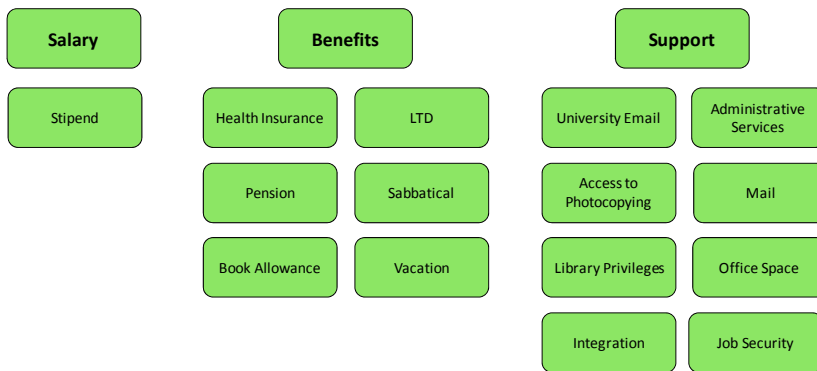 Salary
Benefits
Support
Stipend
Health Insurance
LTD
University Email
Administrative
Services
Pension
Sabbatical
Access to
Photocopying
Mail
Book Allowance
Vacation
Library Privileges
Office Space
Integration
Job Security